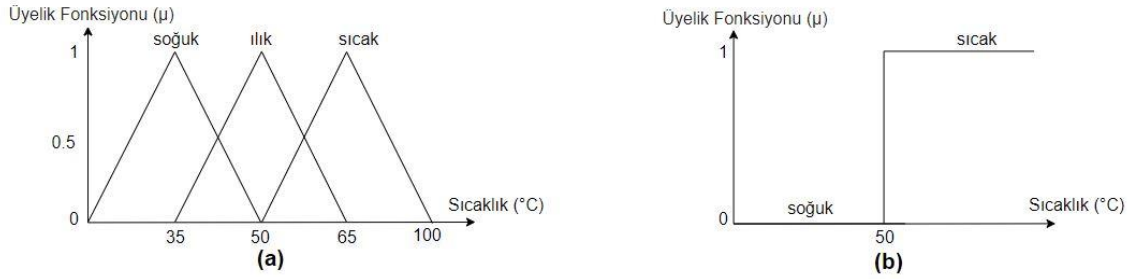 Üyelik Fonksiyonu (μ)
soğuk ılık sıcak
1
0.5
0
35 50 65 100
Sıcaklık (°C)
(a)
Üyelik Fonksiyonu (μ)
sıcak
1
0
soğuk
50
Sıcaklık (°C)
(b)